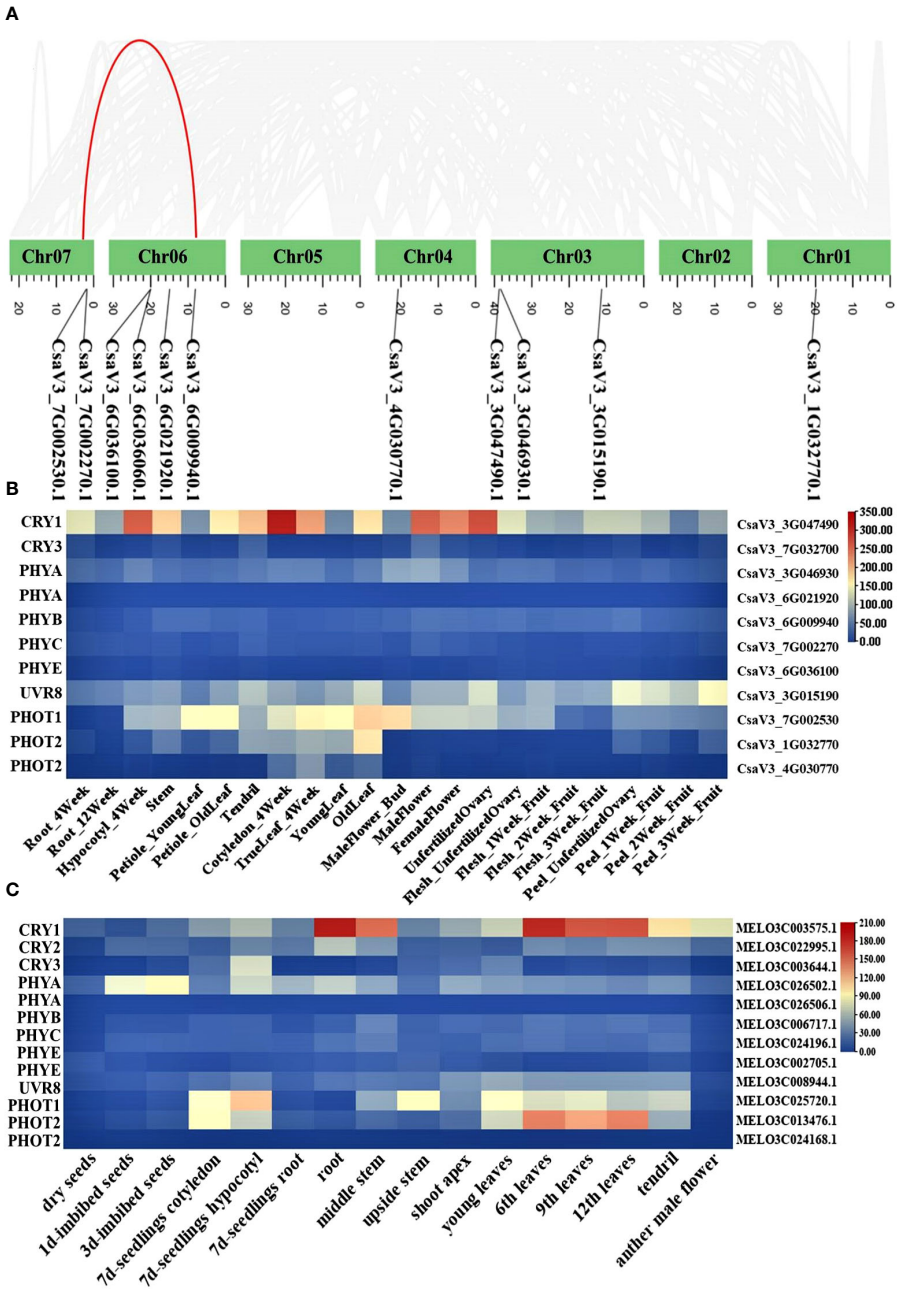 A
Chr07 Chr06 Chr05 Chr04 Chr03 Chr02 Chr01
20 10 0 30 20 10 0 30 20 10 0 20 10 0 40 30 20 10 0 20 10 0 30 20 10 0
CsaV3_7G002530.1
CsaV3_7G002270.1
CsaV3_6G036100.1
CsaV3_6G036060.1
CsaV3_6G021920.1
CsaV3_6G009940.1
CsaV3_4G030770.1
CsaV3_3G047490.1
CsaV3_3G046930.1
CsaV3_3G015190.1
CsaV3_1G032770.1
B
CRY1 CsaV3_3G047490
CRY3 CsaV3_7G032700
PHYA CsaV3_3G046930
PHYA CsaV3_6G021920
PHYB CsaV3_6G009940
PHYC CsaV3_7G002270
PHYE CsaV3_6G036100
UVR8 CsaV3_3G015190
PHOT1 CsaV3_7G002530
PHOT2 CsaV3_1G032770
PHOT2 CsaV3_4G030770
350.00
300.00
250.00
200.00
150.00
100.00
50.00
0.00
Root_4Week
Root_12Week
Hypocotyl_4Week
Stem
Petiole_YoungLeaf
Petiole_OldLeaf
Tendril
Cotyledon_4Week
TrueLeaf_4Week
YoungLeaf
OldLeaf
MaleFlower_Bud
MaleFlower
FemaleFlower
UnfertilizedOvary
Flesh_UnfertilizedOvary
Flesh_1Week_Fruit
Flesh_2Week_Fruit
Flesh_3Week_Fruit
Peel_UnfertilizedOvary
Peel_1Week_Fruit
Peel_2Week_Fruit
Peel_3Week_Fruit
C
CRY1
CRY2
CRY3
PHYA
PHYA
PHYB
PHYC
PHYE
PHYE
UVR8
PHOT1
PHOT2
PHOT2
MELO3C003575.1
MELO3C022995.1
MELO3C003644.1
MELO3C026502.1
MELO3C026506.1
MELO3C006717.1
MELO3C024196.1
MELO3C002705.1
MELO3C008944.1
MELO3C025720.1
MELO3C013476.1
MELO3C024168.1
210.00
180.00
150.00
120.00
90.00
60.00
30.00
0.00
dry seeds
1d-imbibed seeds
3d-imbibed seeds
7d-seedlings cotyledon
7d-seedlings hypocotyl
7d-seedlings root
root
middle stem
upside stem
shoot apex
young leaves
6th leaves
9th leaves
12th leaves
tendril
anther male flower